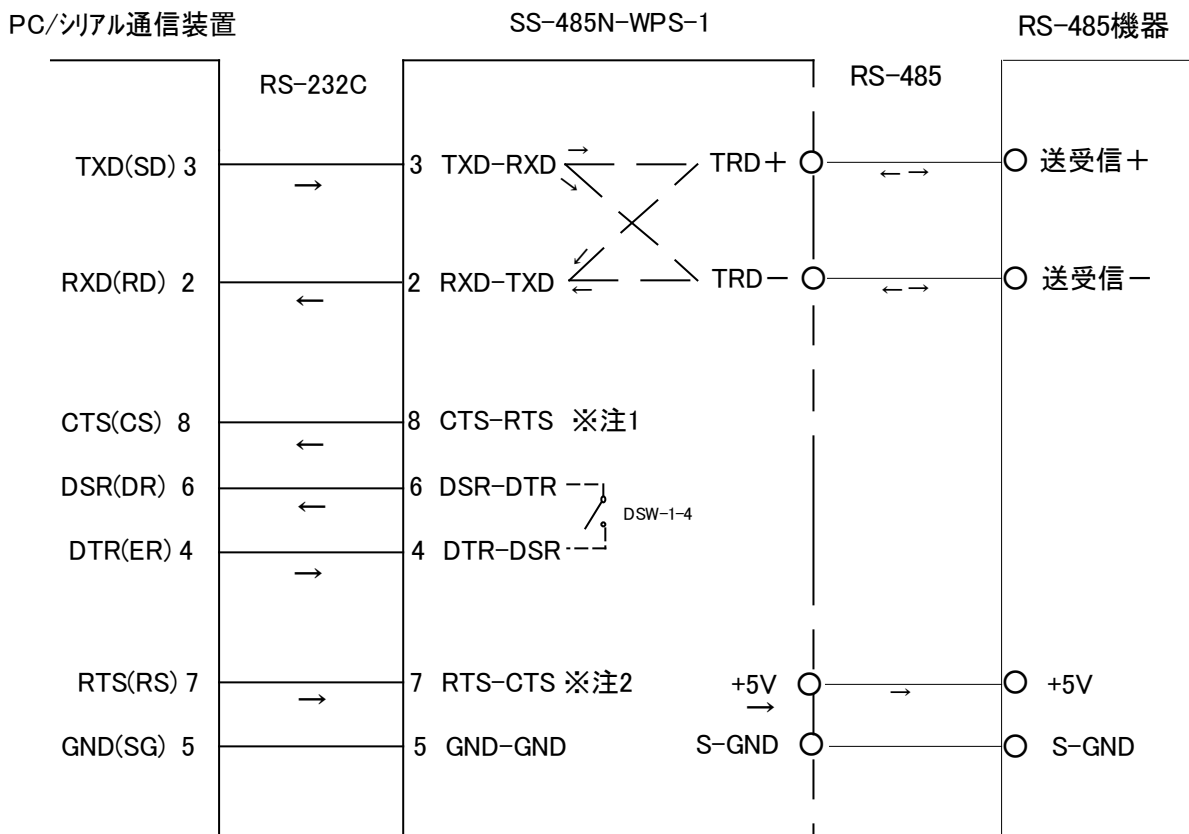 PC/シリアル通信装置 SS-485N-WPS-1 RS-485機器
RS-232C RS-485
TXD(SD) 3 3 TXD-RXD → TRD+ 送受信+
→ ← →
RXD(RD) 2 2 RXD-TXD ← TRD- 送受信-
← ← →
CTS(CS) 8 8 CTS-RTS ※注1
←
DSR(DR) 6 6 DSR-DTR
← DSW-1-4
DTR(ER) 4 4 DTR-DSR
→
RTS(RS) 7 7 RTS-CTS ※注2 +5V +5V
→ → →
GND(SG) 5 5 GND-GND S-GND S-GND